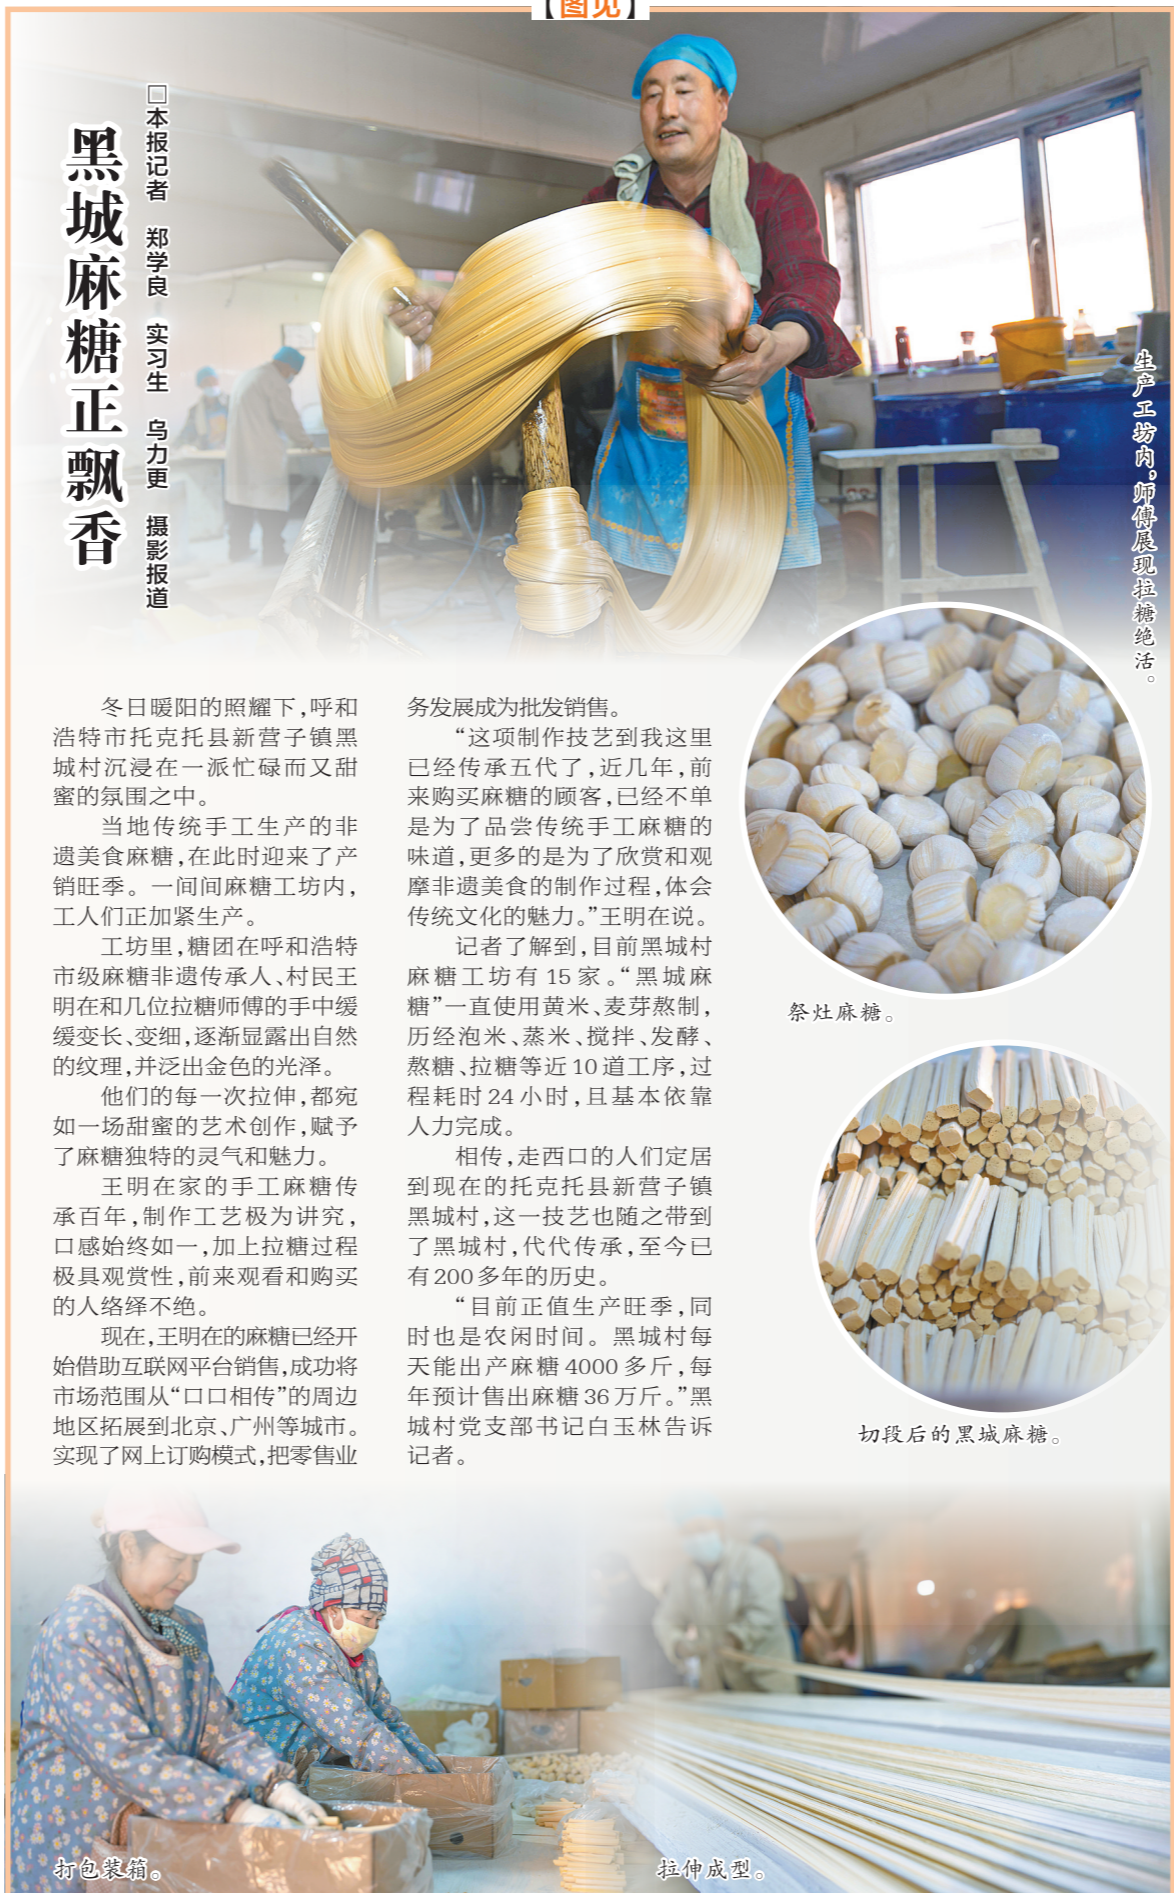 【图见】
黑城麻糖正飘香
□本报记者 郑学良 实习生 乌力更 摄影报道
生产工坊内，师傅展现拉糖绝活。
冬日暖阳的照耀下，呼和
浩特市托克托县新营子镇黑
城村沉浸在一派忙碌而又甜
蜜的氛围之中。
当地传统手工生产的非
遗美食麻糖，在此时迎来了产
销旺季。一间间麻糖工坊内，
工人们正加紧生产。
工坊里，糖团在呼和浩特
市级麻糖非遗传承人、村民王
明在和几位拉糖师傅的手中缓
缓变长、变细，逐渐显露出自然
的纹理，并泛出金色的光泽。
他们的每一次拉伸，都宛
如一场甜蜜的艺术创作，赋予
了麻糖独特的灵气和魅力。
王明在家的手工麻糖传
承百年，制作工艺极为讲究，
口感始终如一，加上拉糖过程
极具观赏性，前来观看和购买
的人络绎不绝。
现在，王明在的麻糖已经开
始借助互联网平台销售，成功将
市场范围从“口口相传”的周边
地区拓展到北京、广州等城市。
实现了网上订购模式，把零售业
务发展成为批发销售。
“这项制作技艺到我这里
已经传承五代了，近几年，前
来购买麻糖的顾客，已经不单
是为了品尝传统手工麻糖的
味道，更多的是为了欣赏和观
摩非遗美食的制作过程，体会
传统文化的魅力。”王明在说。
记者了解到，目前黑城村
麻糖工坊有15家。“黑城麻
糖”一直使用黄米、麦芽熬制，
历经泡米、蒸米、搅拌、发酵、
熬糖、拉糖等近10道工序，过
程耗时24小时，且基本依靠
人力完成。
相传，走西口的人们定居
到现在的托克托县新营子镇
黑城村，这一技艺也随之带到
了黑城村，代代传承，至今已
有200多年的历史。
“目前正值生产旺季，同
时也是农闲时间。黑城村每
天能出产麻糖4000多斤，每
年预计售出麻糖36万斤。”黑
城村党支部书记白玉林告诉
记者。
祭灶麻糖。
切段后的黑城麻糖。
打包装箱。
拉伸成型。